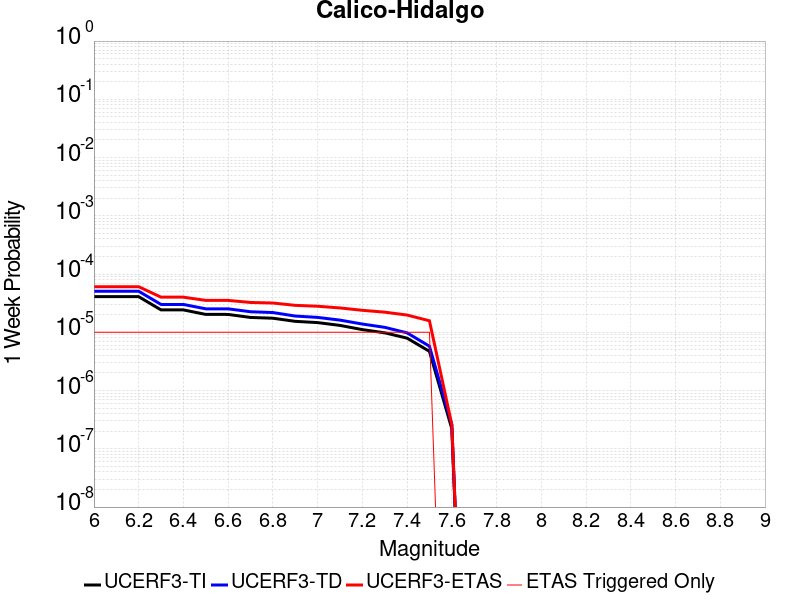 Calico-Hidalgo
10^0
10^-1
10^-2
10^-3
10^-4
10^-5
10^-6
10^-7
10^-8
1 Week Probability
6 6.2 6.4 6.6 6.8 7 7.2 7.4 7.6 7.8 8 8.2 8.4 8.6 8.8 9
Magnitude
UCERF3-TI UCERF3-TD UCERF3-ETAS ETAS Triggered Only